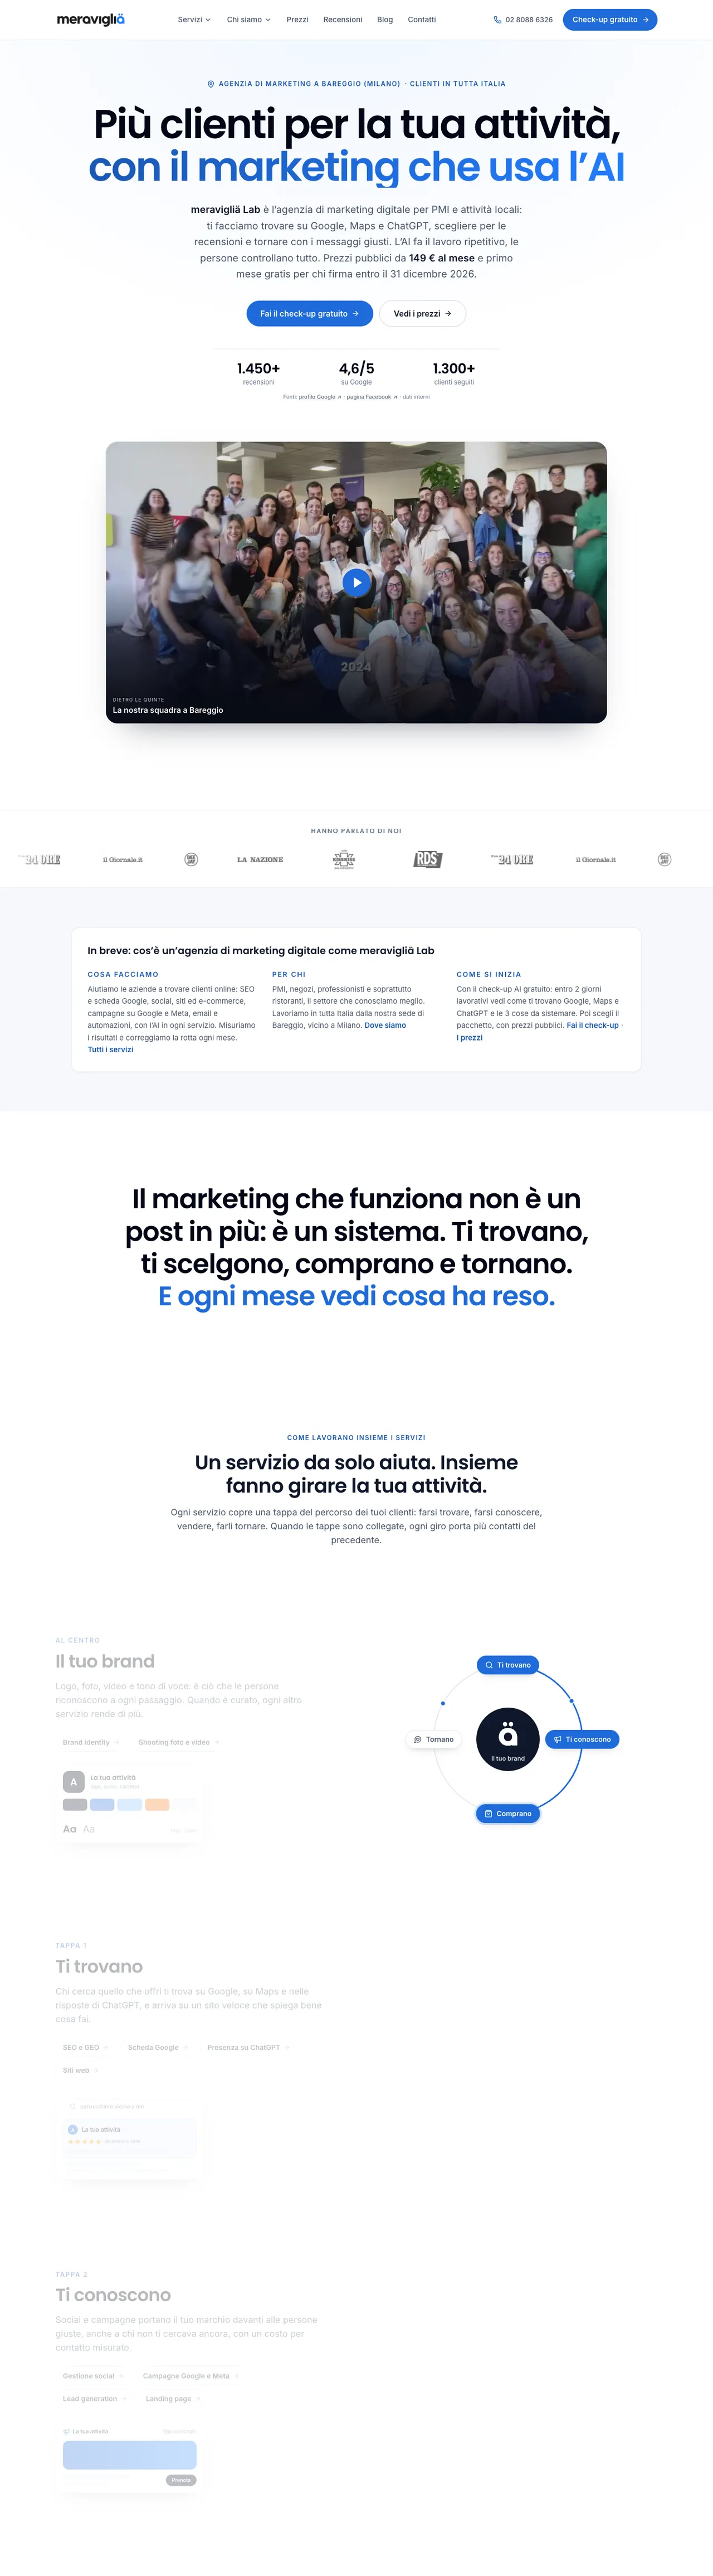 meravigliä
Servizi
Chi siamo
Prezzi
Recensioni
Blog
Contatti
02 8088 6326
Check-up gratuito →
AGENZIA DI MARKETING A BAREGGIO (MILANO) · CLIENTI IN TUTTA ITALIA
Più clienti per la tua attività,
con il marketing che usa l’AI
meravigliä Lab è l’agenzia di marketing digitale per PMI e attività locali:
ti facciamo trovare su Google, Maps e ChatGPT, scegliere per le
recensioni e tornare con i messaggi giusti. L’AI fa il lavoro ripetitivo, le
persone controllano tutto. Prezzi pubblici da 149 € al mese e primo
mese gratis per chi firma entro il 31 dicembre 2026.
Fai il check-up gratuito →
Vedi i prezzi →
1.450+
recensioni
4,6/5
su Google
1.300+
clienti seguiti
Fonti: profilo Google ↗ · pagina Facebook ↗ · dati interni
2024
DIETRO LE QUINTE
La nostra squadra a Bareggio
HANNO PARLATO DI NOI
24 ORE
il Giornale.it
LA NAZIONE
RDS
24 ORE
il Giornale.it
In breve: cos’è un’agenzia di marketing digitale come meravigliä Lab
COSA FACCIAMO
Aiutiamo le aziende a trovare clienti online: SEO
e scheda Google, social, siti ed e-commerce,
campagne su Google e Meta, email e
automazioni, con l’AI in ogni servizio. Misuriamo
i risultati e correggiamo la rotta ogni mese.
Tutti i servizi
PER CHI
PMI, negozi, professionisti e soprattutto
ristoranti, il settore che conosciamo meglio.
Lavoriamo in tutta Italia dalla nostra sede di
Bareggio, vicino a Milano. Dove siamo
COME SI INIZIA
Con il check-up AI gratuito: entro 2 giorni
lavorativi vedi come ti trovano Google, Maps e
ChatGPT e le 3 cose da sistemare. Poi scegli il
pacchetto, con prezzi pubblici. Fai il check-up ·
I prezzi
Il marketing che funziona non è un
post in più: è un sistema. Ti trovano,
ti scelgono, comprano e tornano.
E ogni mese vedi cosa ha reso.
COME LAVORANO INSIEME I SERVIZI
Un servizio da solo aiuta. Insieme
fanno girare la tua attività.
Ogni servizio copre una tappa del percorso dei tuoi clienti: farsi trovare, farsi conoscere,
vendere, farli tornare. Quando le tappe sono collegate, ogni giro porta più contatti del
precedente.
AL CENTRO
Il tuo brand
Logo, foto, video e tono di voce: è ciò che le persone
riconoscono a ogni passaggio. Quando è curato, ogni altro
servizio rende di più.
Brand identity →
Shooting foto e video →
A
La tua attività
Aa Aa
Ti trovano
Tornano
ä
il tuo brand
Ti conoscono
Comprano
TAPPA 1
Ti trovano
Chi cerca quello che offri ti trova su Google, su Maps e nelle
risposte di ChatGPT, e arriva su un sito veloce che spiega bene
cosa fai.
SEO e GEO →
Scheda Google →
Presenza su ChatGPT →
Siti web →
parrucchiere vicino a me
A
La tua attività
TAPPA 2
Ti conoscono
Social e campagne portano il tuo marchio davanti alle persone
giuste, anche a chi non ti cercava ancora, con un costo per
contatto misurato.
Gestione social →
Campagne Google e Meta →
Lead generation →
Landing page →
La tua attività
Prenota